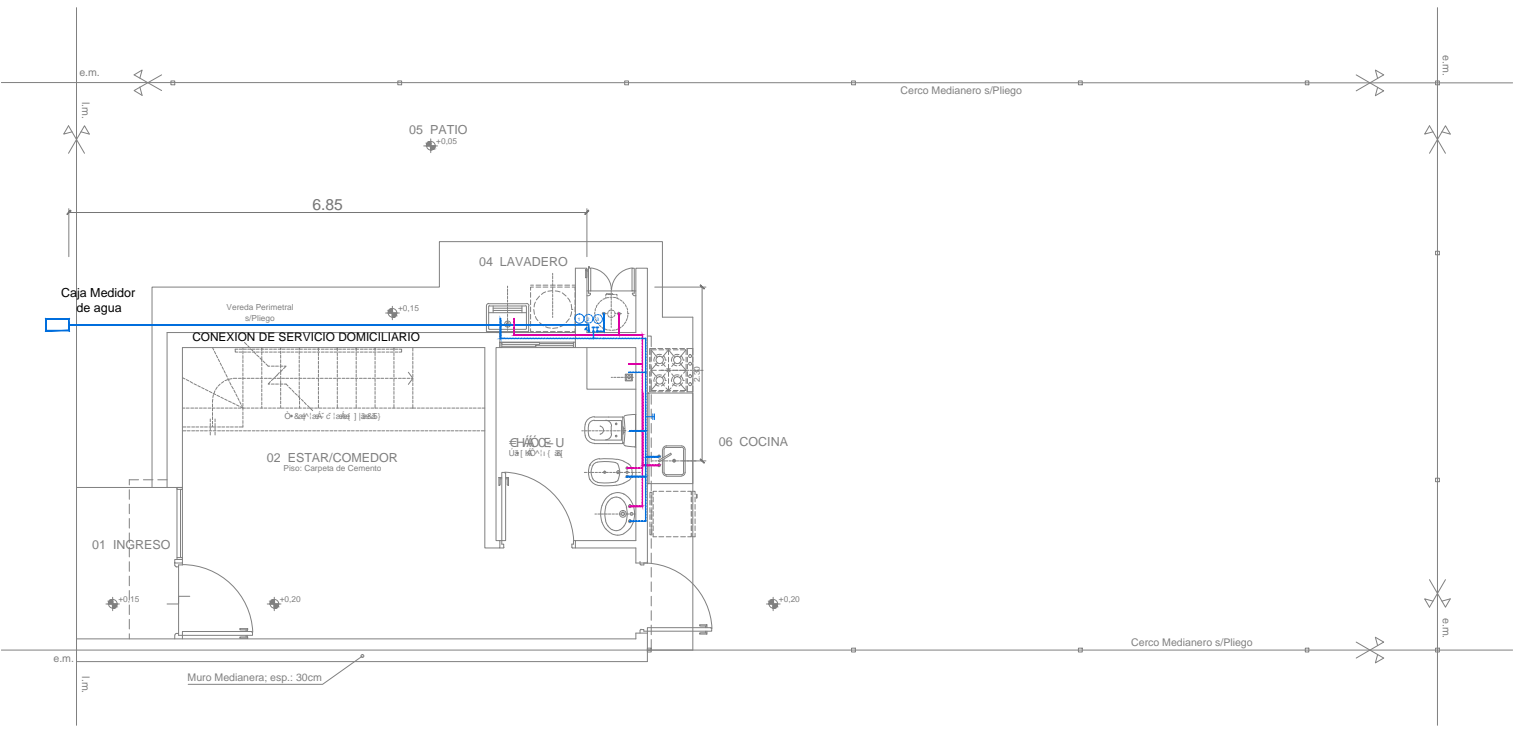 e.m.
e.m.
Cerco Medianero s/Pliego
l.m.
05 PATIO
+0,05
6.85
04 LAVADERO
Caja Medidor
de agua
Vereda Perimetral
s/Pliego
+0,15
CONEXION DE SERVICIO DOMICILIARIO
2.30
06 COCINA
02 ESTAR/COMEDOR
Piso: Carpeta de Cemento
01 INGRESO
+0,15
+0,20
+0,20
e.m.
Cerco Medianero s/Pliego
e.m.
l.m.
Muro Medianera; esp.: 30cm